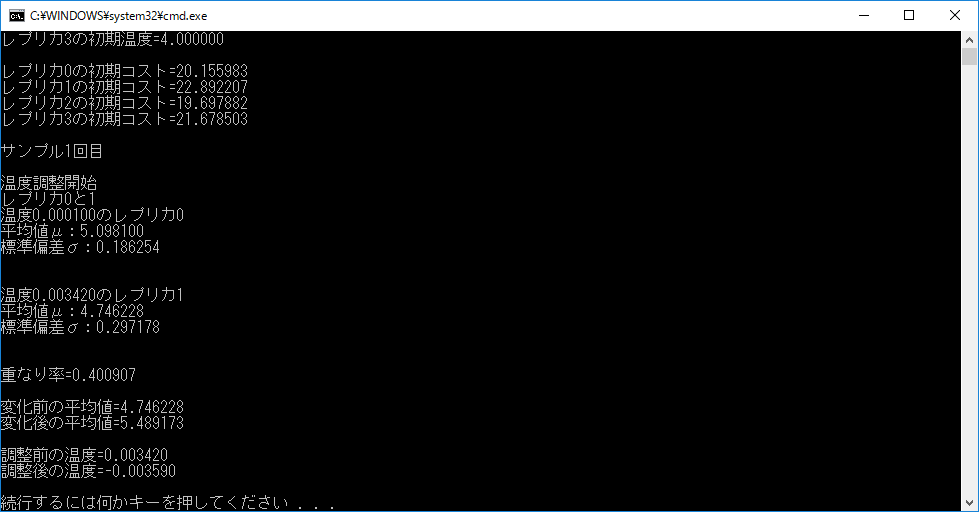 C:¥WINDOWS¥system32¥cmd.exe
レプリカ3の初期温度=4.000000
レプリカ0の初期コスト=20.155983
レプリカ1の初期コスト=22.892207
レプリカ2の初期コスト=19.697882
レプリカ3の初期コスト=21.678503
サンプル1回目
温度調整開始
レプリカ0と1
温度0.000100のレプリカ0
平均値μ：5.098100
標準偏差σ：0.186254
温度0.003420のレプリカ1
平均値μ：4.746228
標準偏差σ：0.297178
重なり率=0.400907
変化前の平均値=4.746228
変化後の平均値=5.489173
調整前の温度=0.003420
調整後の温度=-0.003590
続行するには何かキーを押してください . . .